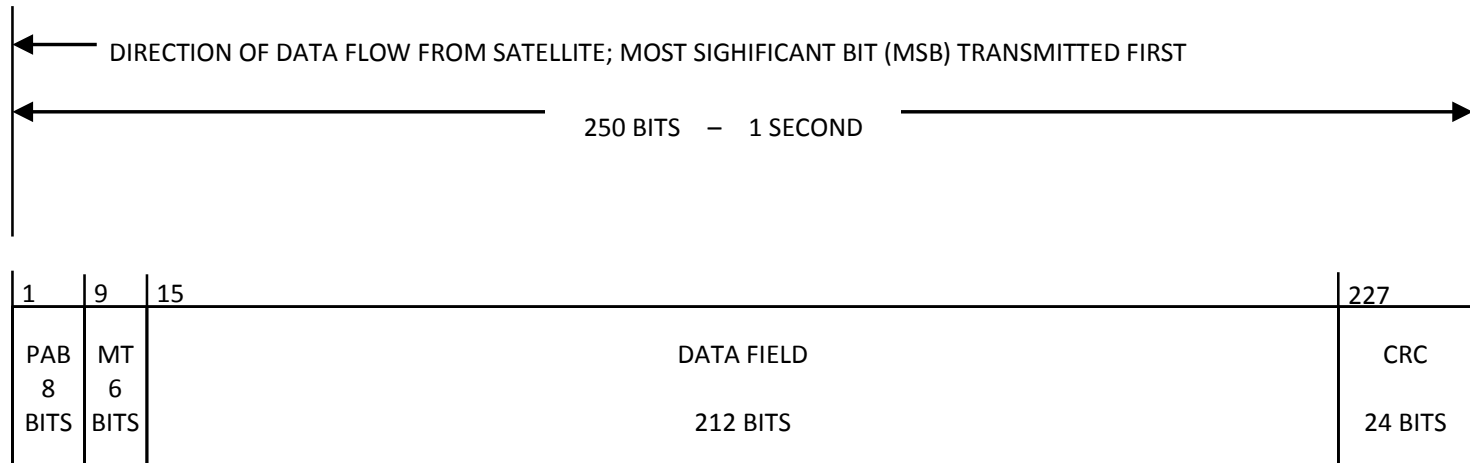 DIRECTION OF DATA FLOW FROM SATELLITE; MOST SIGHIFICANT BIT (MSB) TRANSMITTED FIRST
250 BITS – 1 SECOND
1 9 15 227
PAB MT DATA FIELD CRC
8 6
BITS BITS 212 BITS 24 BITS